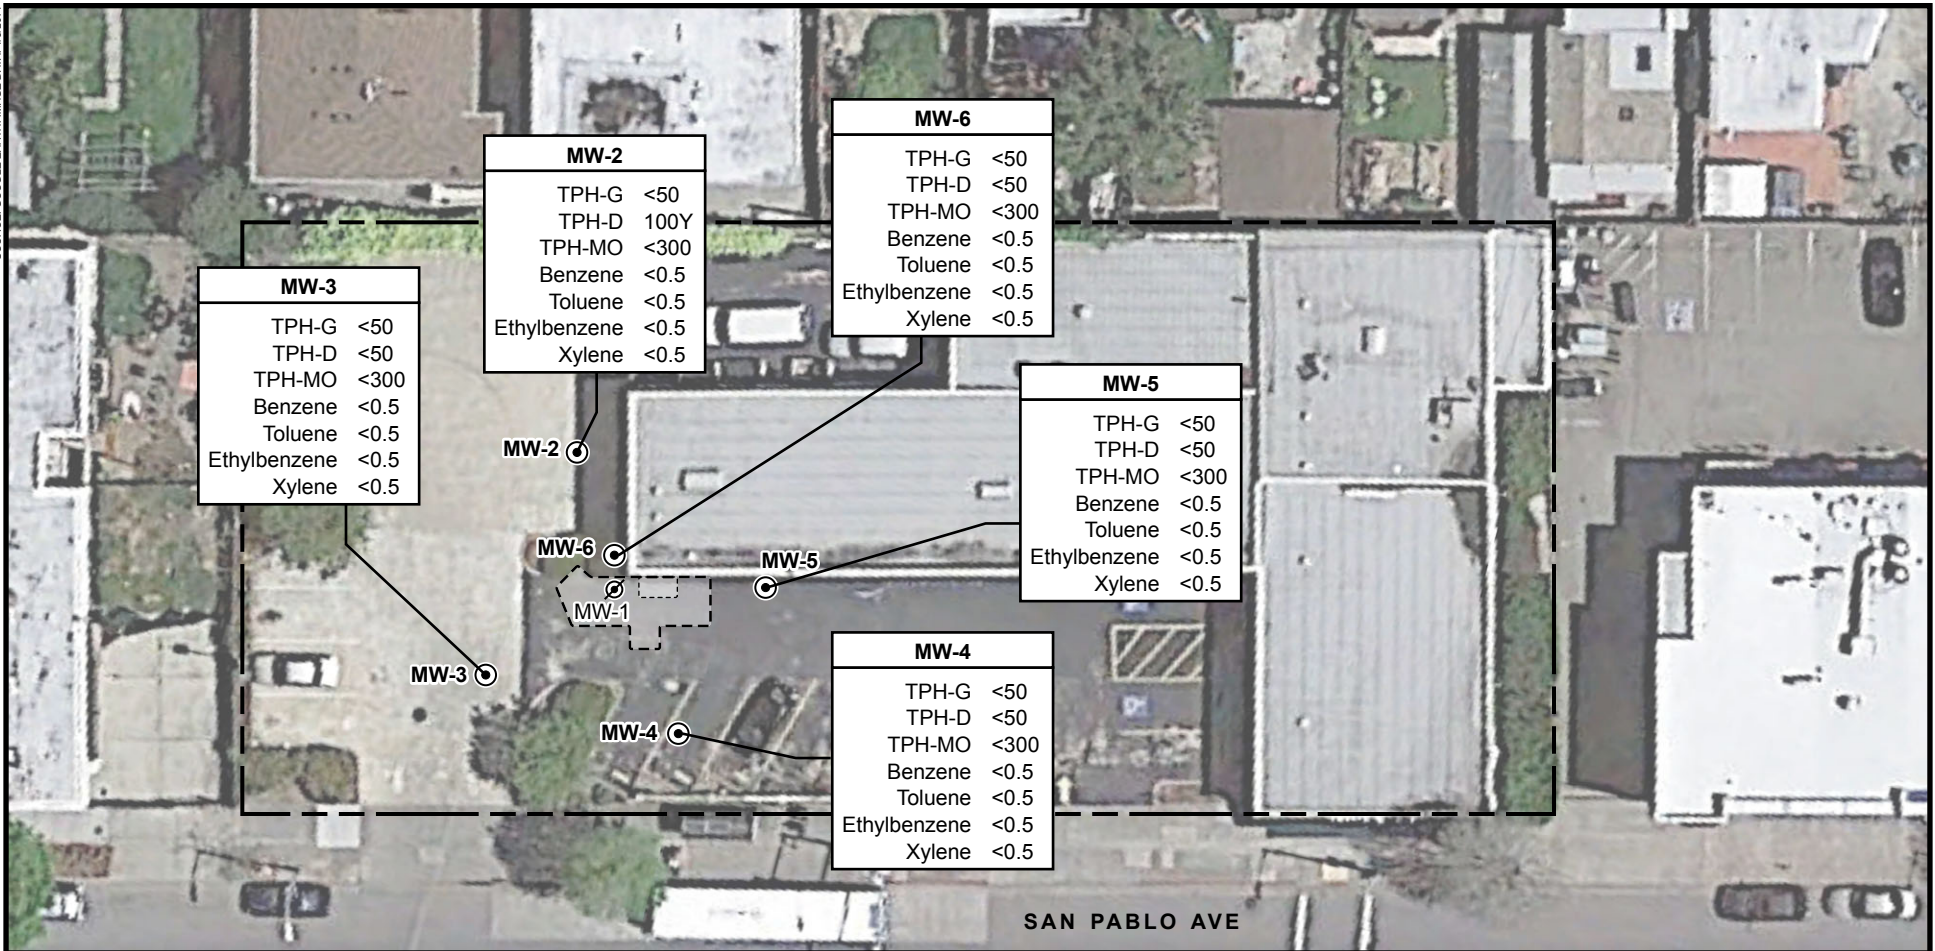 MW-6
TPH-G <50
TPH-D <50
TPH-MO <300
Benzene <0.5
Toluene <0.5
Ethylbenzene <0.5
Xylene <0.5
MW-2
TPH-G <50
TPH-D 100Y
TPH-MO <300
Benzene <0.5
Toluene <0.5
Ethylbenzene <0.5
Xylene <0.5
MW-3
TPH-G <50
TPH-D <50
TPH-MO <300
Benzene <0.5
Toluene <0.5
Ethylbenzene <0.5
Xylene <0.5
MW-5
TPH-G <50
TPH-D <50
TPH-MO <300
Benzene <0.5
Toluene <0.5
Ethylbenzene <0.5
Xylene <0.5
MW-2
MW-6
MW-5
MW-1
MW-3
MW-4
MW-4
TPH-G <50
TPH-D <50
TPH-MO <300
Benzene <0.5
Toluene <0.5
Ethylbenzene <0.5
Xylene <0.5
SAN PABLO AVE